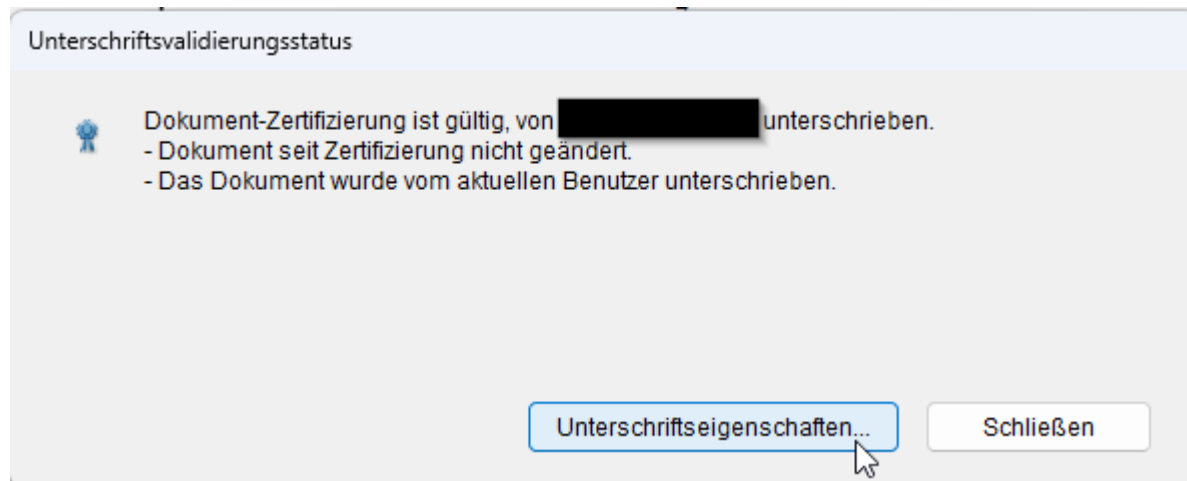 Unterschriftsvalidierungsstatus
Dokument-Zertifizierung ist gültig, von unterschrieben.
- Dokument seit Zertifizierung nicht geändert.
- Das Dokument wurde vom aktuellen Benutzer unterschrieben.
Unterschriftseigenschaften...
Schließen